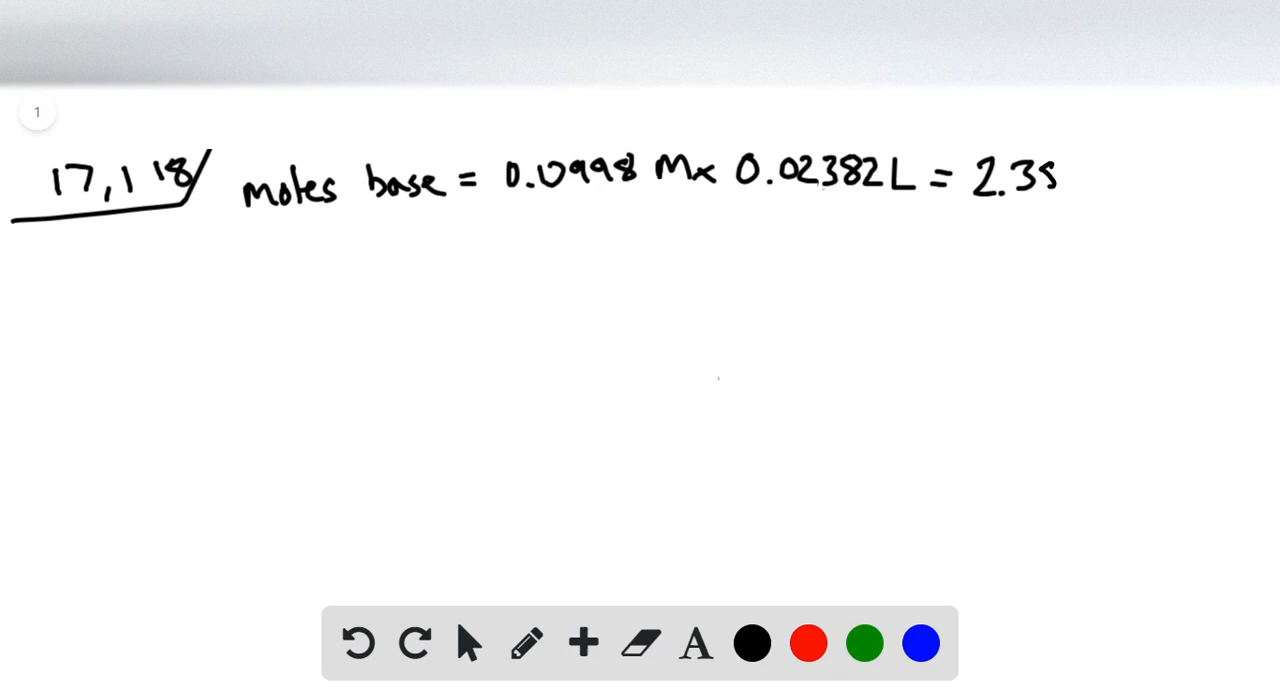 1
17,118 moles base = 0.0998 M x 0.02382 L = 2.38
A